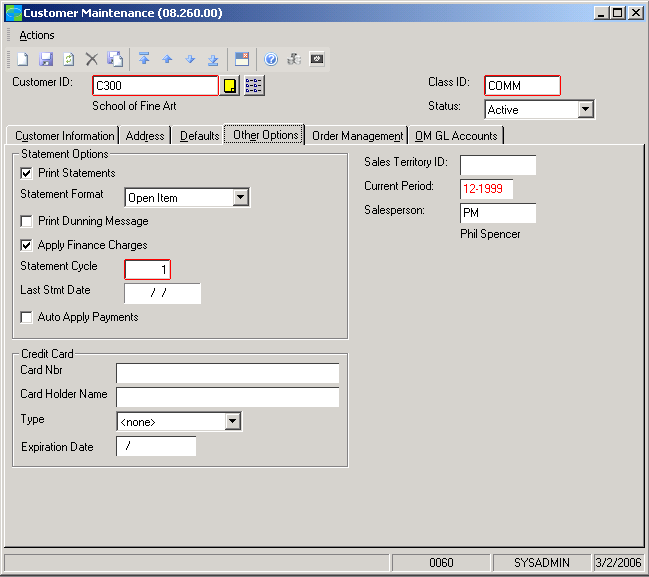 Customer Maintenance (08.260.00)
Actions
Customer ID: C300 Class ID: COMM
School of Fine Art Status: Active
Customer Information Address Defaults Other Options Order Management OM GL Accounts
Statement Options
Print Statements
Statement Format Open Item
Print Dunning Message
Apply Finance Charges
Statement Cycle 1
Last Stmt Date / /
Auto Apply Payments
Sales Territory ID:
Current Period: 12-1999
Salesperson: PM
Phil Spencer
Credit Card
Card Nbr
Card Holder Name
Type <none>
Expiration Date /
0060 SYSADMIN 3/2/2006